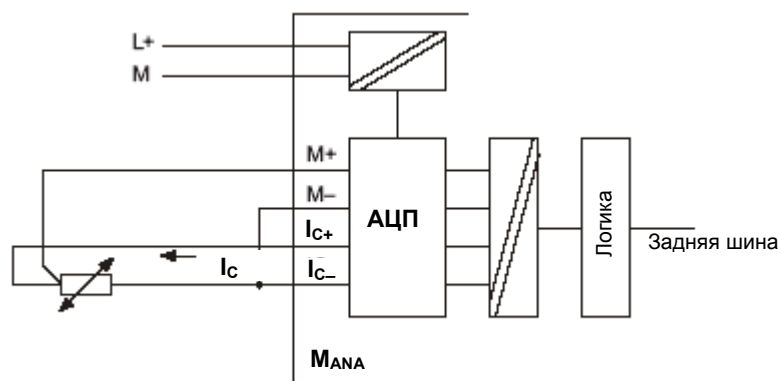 L+
M
M+
M–
IC+
IC–
IC
АЦП
Логика
Задняя шина
MANA